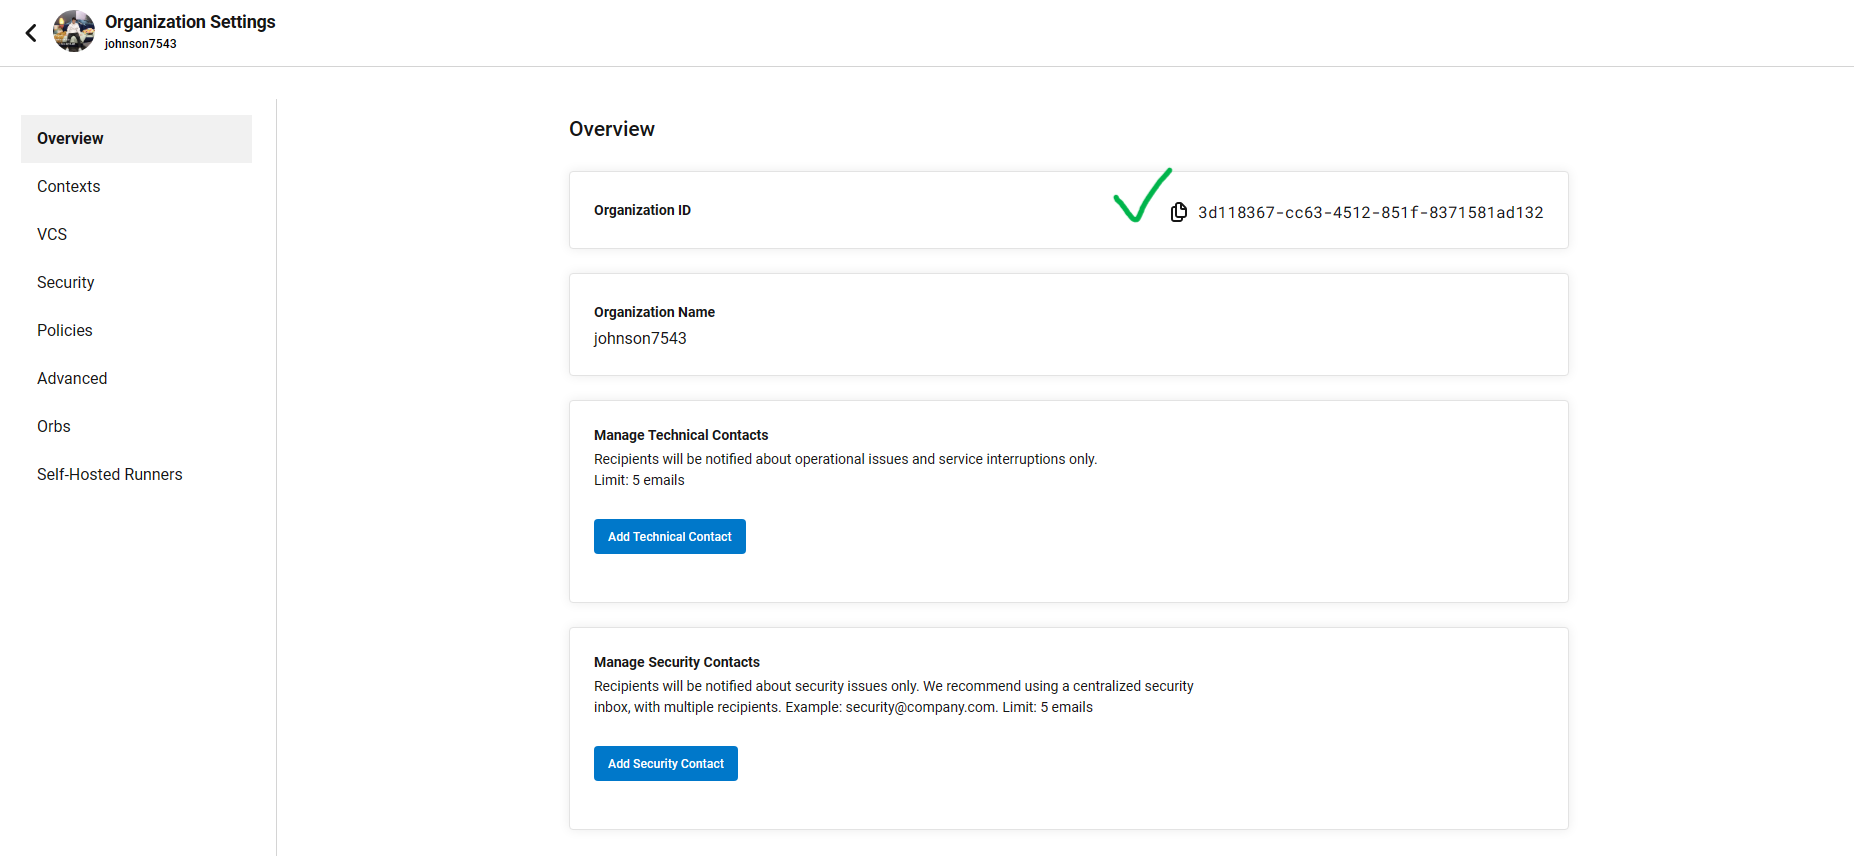 Organization Settings
johnson7543
Overview
Contexts
VCS
Security
Policies
Advanced
Orbs
Self-Hosted Runners
Overview
Organization ID
3d118367-cc63-4512-851f-8371581ad132
Organization Name
johnson7543
Manage Technical Contacts
Recipients will be notified about operational issues and service interruptions only.
Limit: 5 emails
Add Technical Contact
Manage Security Contacts
Recipients will be notified about security issues only. We recommend using a centralized security
inbox, with multiple recipients. Example: security@company.com. Limit: 5 emails
Add Security Contact